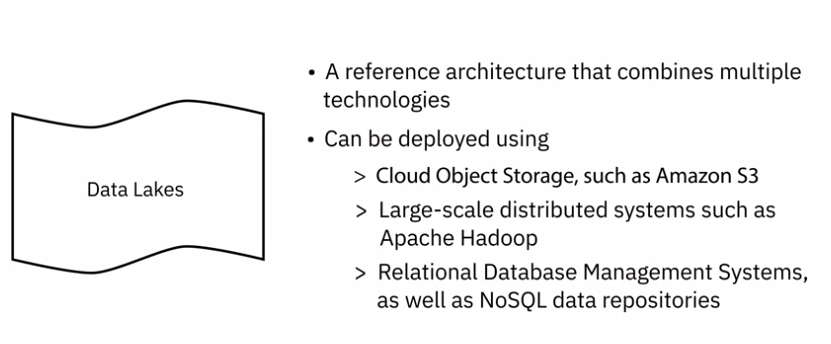 Data Lakes
• A reference architecture that combines multiple
technologies
• Can be deployed using
> Cloud Object Storage, such as Amazon S3
> Large-scale distributed systems such as
Apache Hadoop
> Relational Database Management Systems,
as well as NoSQL data repositories